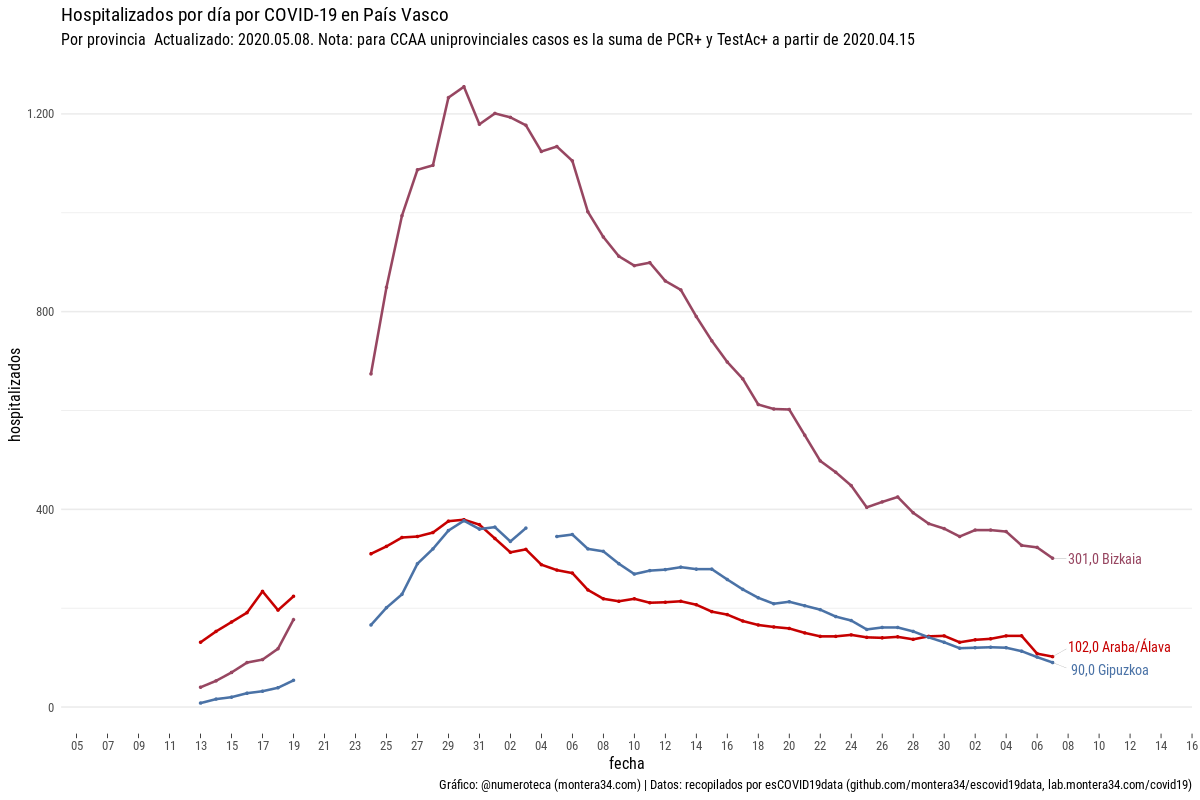 Hospitalizados por día por COVID-19 en País Vasco
Por provincia  Actualizado: 2020.05.08. Nota: para CCAA uniprovinciales casos es la suma de PCR+ y TestAc+ a partir de 2020.04.15
1.200
800
400
0
hospitalizados
301,0 Bizkaia
102,0 Araba/Álava
90,0 Gipuzkoa
05 07 09 11 13 15 17 19 21 23 25 27 29 31 02 04 06 08 10 12 14 16 18 20 22 24 26 28 30 02 04 06 08 10 12 14 16
fecha
Gráfico: @numeroteca (montera34.com) | Datos: recopilados por esCOVID19data (github.com/montera34/escovid19data, lab.montera34.com/covid19)